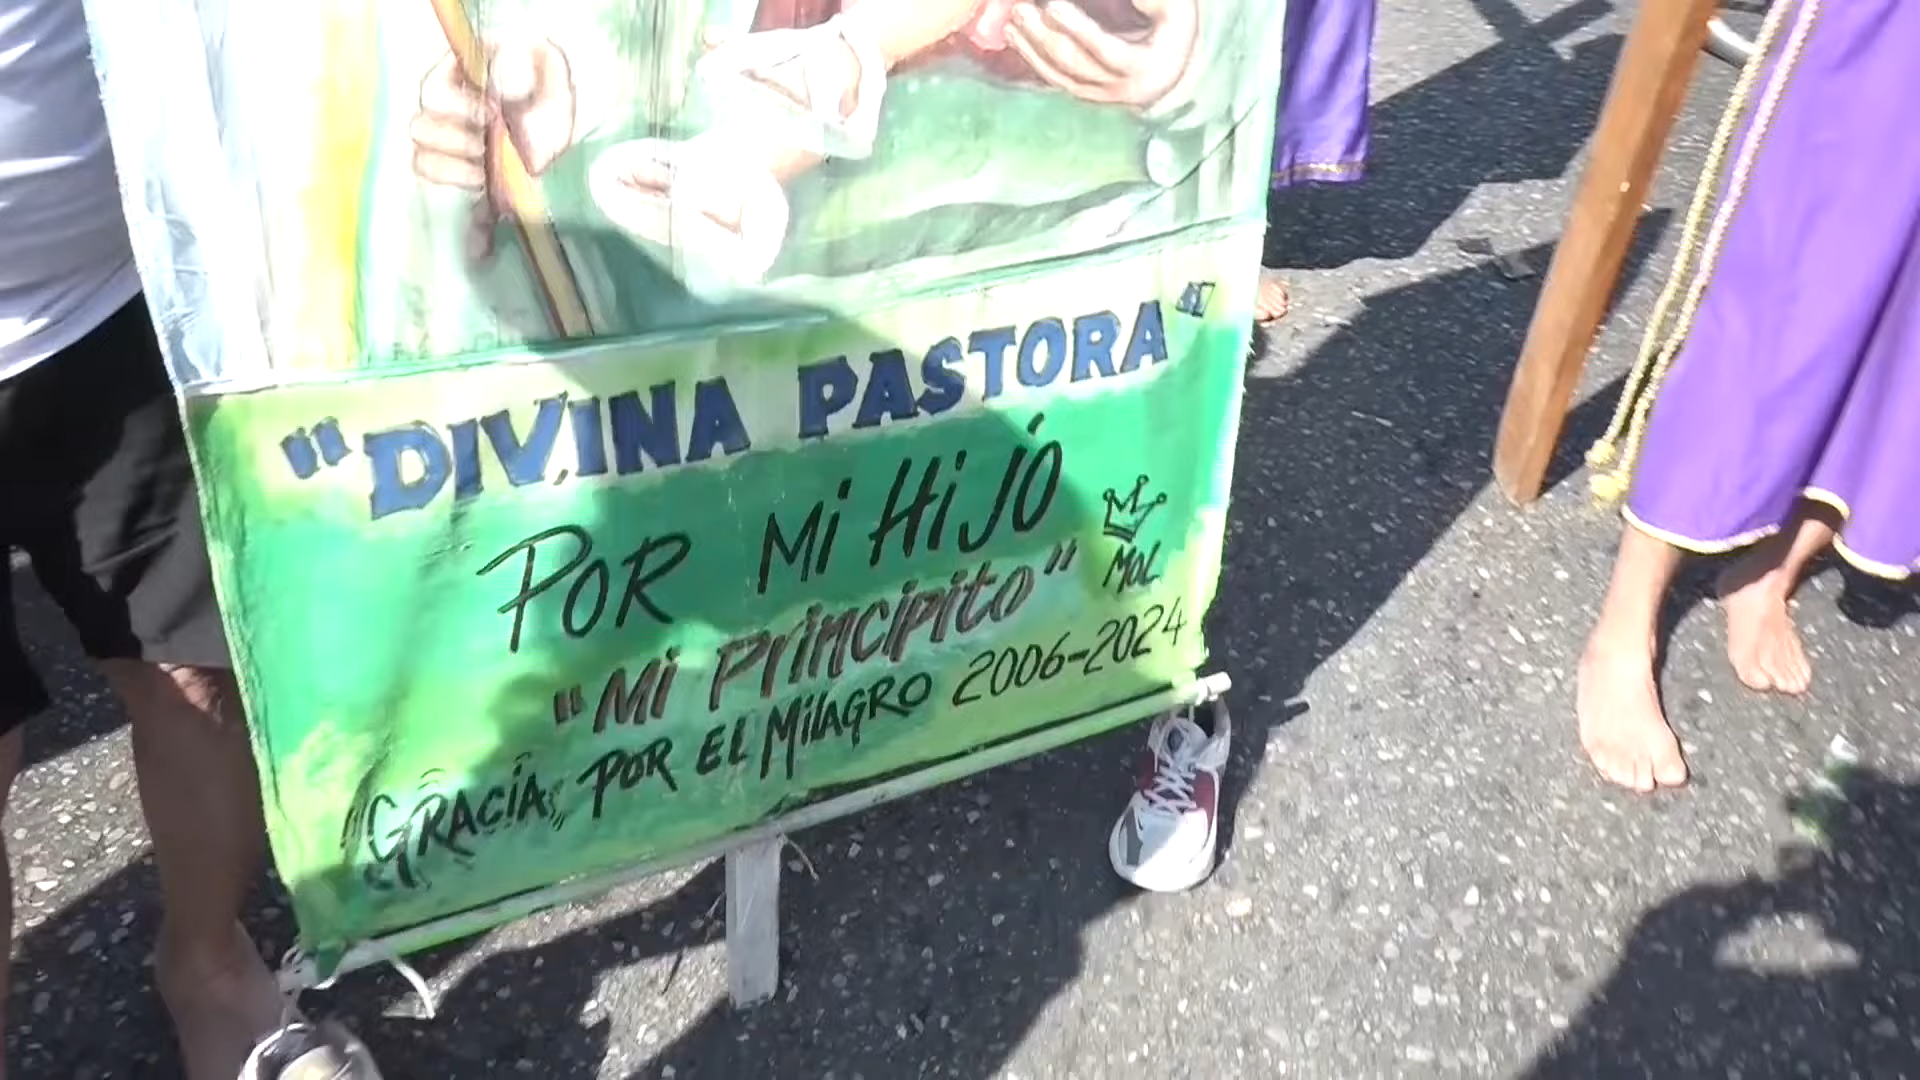 "DIVINA PASTORA"
POR MI HIJO
"MI PRINCIPITO"
MOL
"GRACIAS POR EL MILAGRO 2006-2024